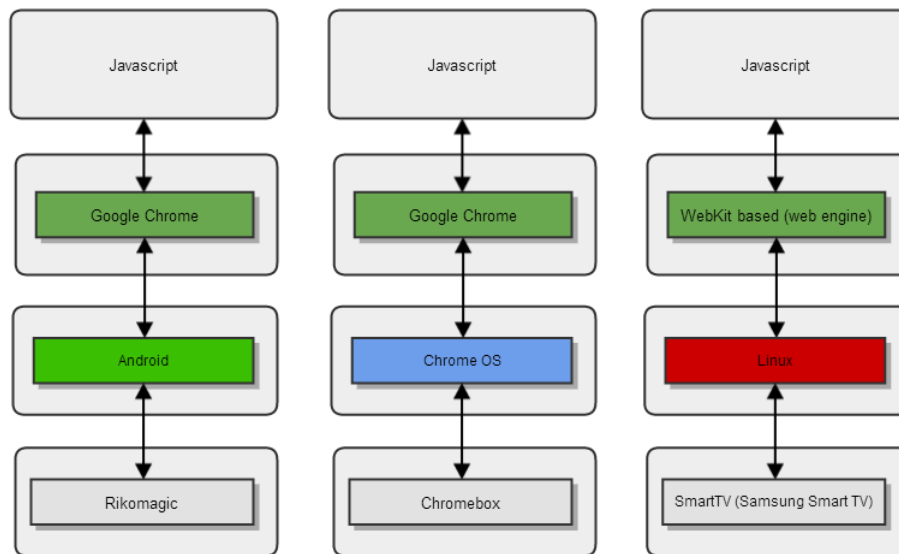 Javascript
Javascript
Javascript
Google Chrome
Google Chrome
WebKit based (web engine)
Android
Chrome OS
Linux
Rikomagic
Chromebox
SmartTV (Samsung Smart TV)